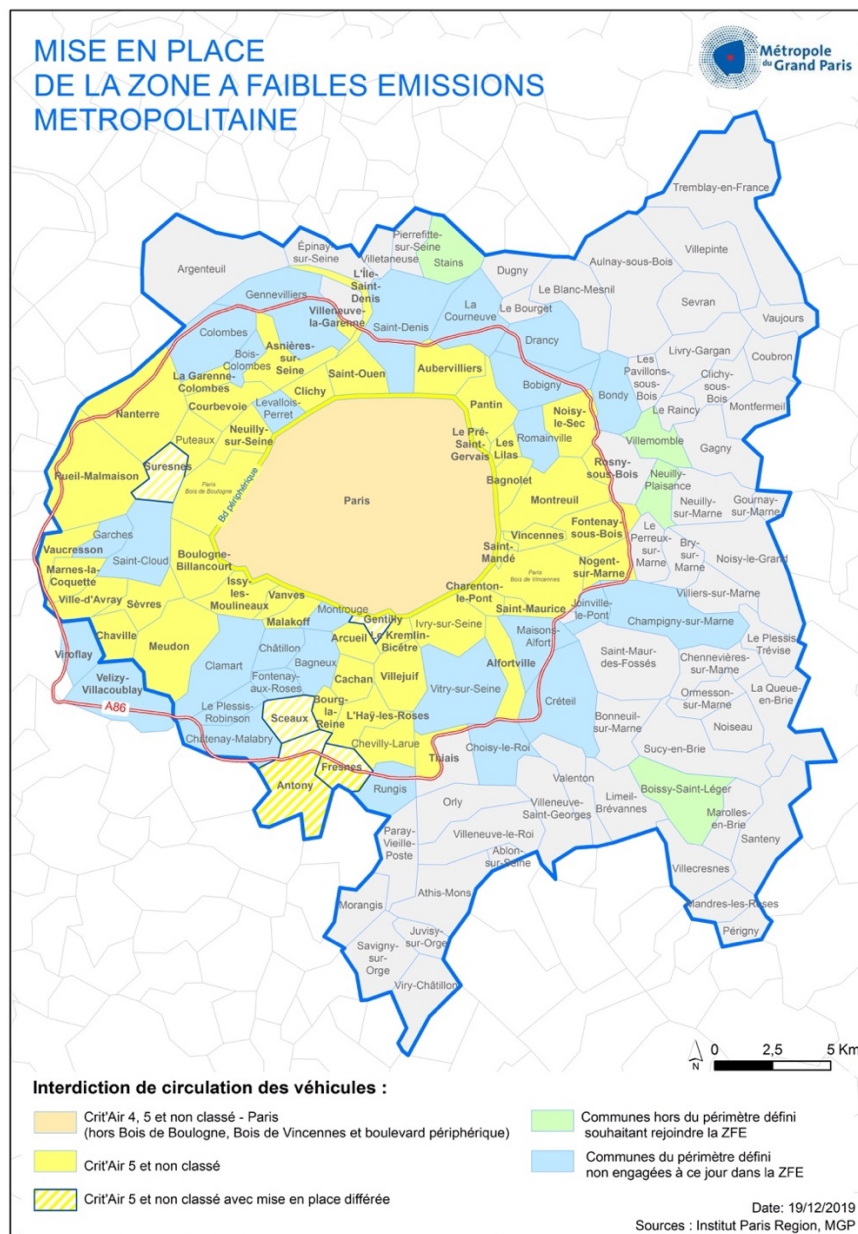 MISE EN PLACE
DE LA ZONE A FAIBLES EMISSIONS
METROPOLITAINE
Métropole
du Grand Paris
Tremblay-en-France
Épinay-
sur-Seine
Pierrefitte-
sur-Seine
Villetaneuse
Stains
Argenteuil
L'Île-
Saint-
Denis
Dugny
Aulnay-sous-Bois
Villepinte
Gennevilliers
Villeneuve-
la-Garenne
Saint-Denis
La
Courneuve
Le Bourget
Le Blanc-Mesnil
Sevran
Vaujours
Colombes
Bois-
Colombes
Asnières-
sur-
Seine
Drancy
Livry-Gargan
Coubron
La Garenne-
Colombes
Clichy
Saint-Ouen
Aubervilliers
Bobigny
Bondy
Les
Pavillons-
sous-
Bois
Clichy-
sous-
Bois
Montfermeil
Nanterre
Courbevoie
Levallois-
Perret
Pantin
Noisy-
le-Sec
Le Raincy
Puteaux
Neuilly-
sur-Seine
Le Pré-
Saint-
Gervais
Les
Lilas
Romainville
Villemomble
Gagny
Suresnes
Rueil-Malmaison
Paris
Bois de Boulogne
Bd périphérique
Paris
Bagnolet
Rosny-
sous-Bois
Neuilly-
Plaisance
Montreuil
Neuilly-
sur-Marne
Gournay-
sur-Marne
Garches
Vaucresson
Saint-Cloud
Marnes-la-
Coquette
Boulogne-
Billancourt
Vincennes
Fontenay-
sous-Bois
Saint-
Mandé
Paris
Bois de Vincennes
Nogent-
sur-Marne
Le
Perreux-
sur-
Marne
Bry-
sur-
Marne
Noisy-le-Grand
Ville-d'Avray
Sèvres
Issy-
les-
Moulineaux
Vanves
Malakoff
Montrouge
Gentilly
Charenton-
le-Pont
Saint-Maurice
Joinville-
le-Pont
Villiers-sur-Marne
Champigny-sur-Marne
Chaville
Meudon
Viroflay
Velizy-
Villacoublay
Clamart
Châtillon
Bagneux
Fontenay-
aux-Roses
Arcueil
Le Kremlin-
Bicêtre
Ivry-sur-Seine
Maisons-
Alfort
Alfortville
Cachan
Villejuif
Vitry-sur-Seine
Créteil
Saint-Maur-
des-Fossés
Chennevières-
sur-Marne
Le Plessis-
Trévise
Ormesson-
sur-Marne
La Queue-
en-Brie
A86
Le Plessis-
Robinson
Châtenay-Malabry
Sceaux
Bourg-
la-
Reine
L'Haÿ-les-Roses
Chevilly-Larue
Thiais
Choisy-le-Roi
Bonneuil-
sur-Marne
Noiseau
Sucy-en-Brie
Antony
Fresnes
Rungis
Orly
Valenton
Villeneuve-
Saint-Georges
Limeil-
Brévannes
Boissy-Saint-Léger
Marolles-
en-Brie
Santeny
Paray-
Vieille-
Poste
Villeneuve-le-Roi
Ablon-
sur-Seine
Villecresnes
Mandres-les-Roses
Périgny
Athis-Mons
Morangis
Juvisy-
sur-Orge
Savigny-
sur-
Orge
Viry-Châtillon
N
0 2,5 5 Km
Interdiction de circulation des véhicules :
Crit'Air 4, 5 et non classé - Paris
(hors Bois de Boulogne, Bois de Vincennes et boulevard périphérique)
Crit'Air 5 et non classé
Crit'Air 5 et non classé avec mise en place différée
Communes hors du périmètre défini
souhaitant rejoindre la ZFE
Communes du périmètre défini
non engagées à ce jour dans la ZFE
Date: 19/12/2019
Sources : Institut Paris Region, MGP